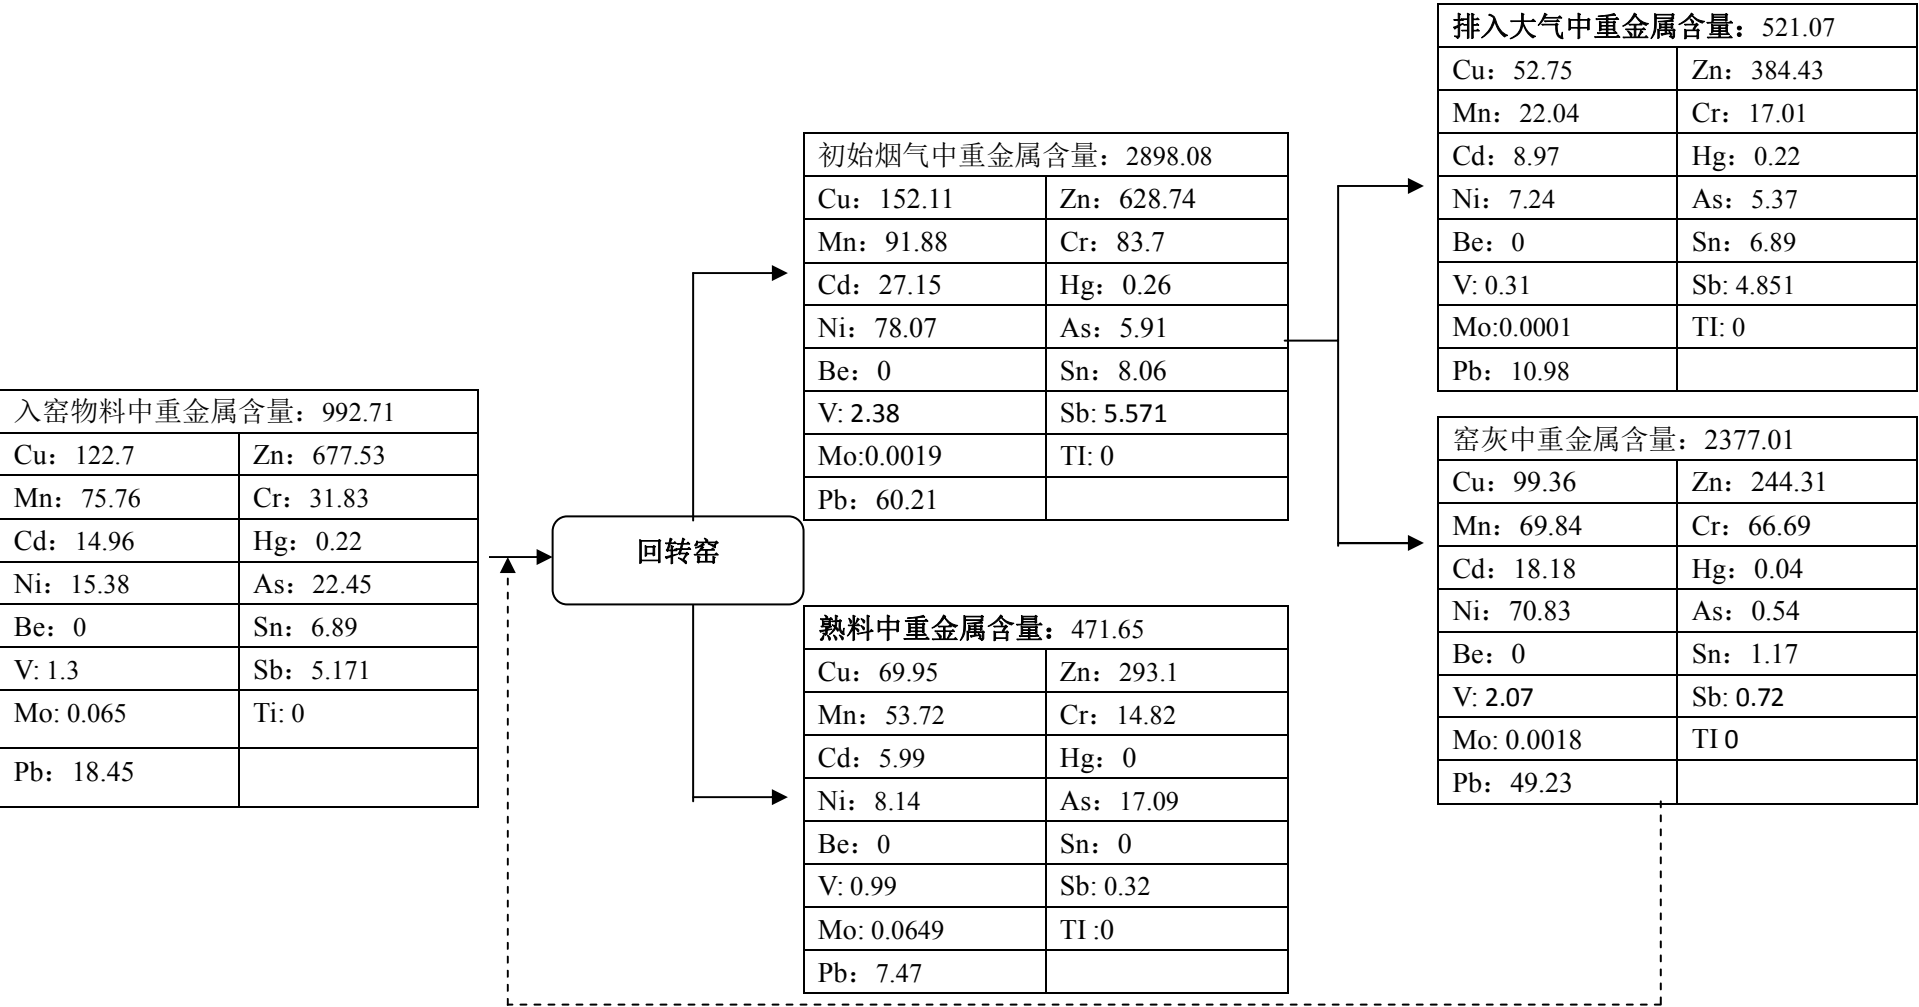 入窑物料中重金属含量：992.71
Cu：122.7 Zn：677.53
Mn：75.76 Cr：31.83
Cd：14.96 Hg：0.22
Ni：15.38 As：22.45
Be：0 Sn：6.89
V: 1.3 Sb：5.171
Mo: 0.065 Ti: 0
Pb：18.45
回转窑
初始烟气中重金属含量：2898.08
Cu：152.11 Zn：628.74
Mn：91.88 Cr：83.7
Cd：27.15 Hg：0.26
Ni：78.07 As：5.91
Be：0 Sn：8.06
V: 2.38 Sb: 5.571
Mo:0.0019 TI: 0
Pb：60.21
熟料中重金属含量：471.65
Cu：69.95 Zn：293.1
Mn：53.72 Cr：14.82
Cd：5.99 Hg：0
Ni：8.14 As：17.09
Be：0 Sn：0
V: 0.99 Sb: 0.32
Mo: 0.0649 TI :0
Pb：7.47
排入大气中重金属含量：521.07
Cu：52.75 Zn：384.43
Mn：22.04 Cr：17.01
Cd：8.97 Hg：0.22
Ni：7.24 As：5.37
Be：0 Sn：6.89
V: 0.31 Sb: 4.851
Mo:0.0001 TI: 0
Pb：10.98
窑灰中重金属含量：2377.01
Cu：99.36 Zn：244.31
Mn：69.84 Cr：66.69
Cd：18.18 Hg：0.04
Ni：70.83 As：0.54
Be：0 Sn：1.17
V: 2.07 Sb: 0.72
Mo: 0.0018 TI 0
Pb：49.23